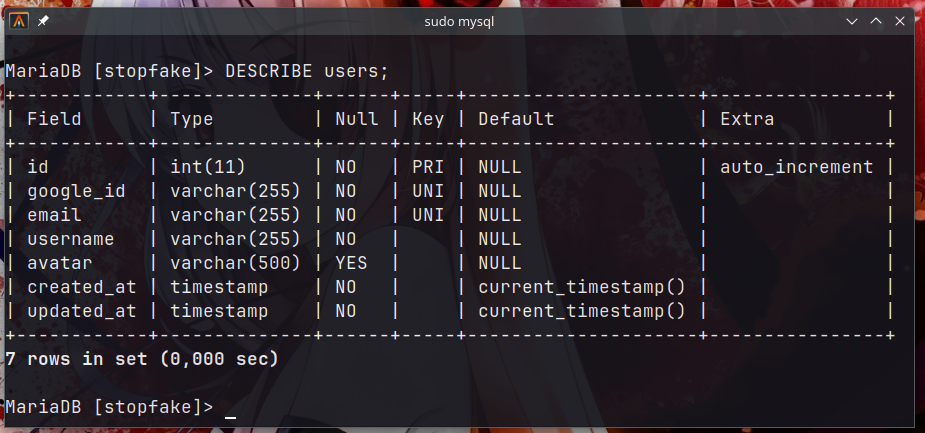 sudo mysql
MariaDB [stopfake]> DESCRIBE users;
+------------+--------------+------+-----+---------------------+----------------+
| Field      | Type         | Null | Key | Default             | Extra          |
+------------+--------------+------+-----+---------------------+----------------+
| id         | int(11)      | NO   | PRI | NULL                | auto_increment |
| google_id  | varchar(255) | NO   | UNI | NULL                |                |
| email      | varchar(255) | NO   | UNI | NULL                |                |
| username   | varchar(255) | NO   |     | NULL                |                |
| avatar     | varchar(500) | YES  |     | NULL                |                |
| created_at | timestamp    | NO   |     | current_timestamp() |                |
| updated_at | timestamp    | NO   |     | current_timestamp() |                |
+------------+--------------+------+-----+---------------------+----------------+
7 rows in set (0,000 sec)
MariaDB [stopfake]> _